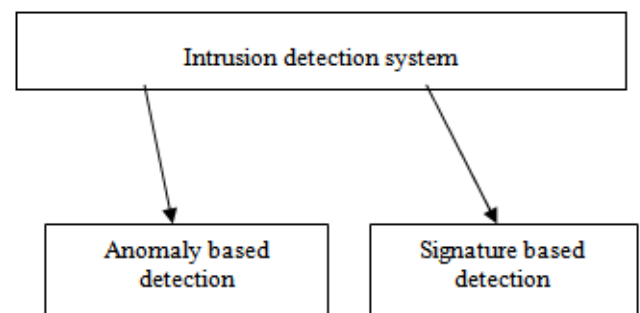 Intrusion detection system
Anomaly based
detection
Signature based
detection